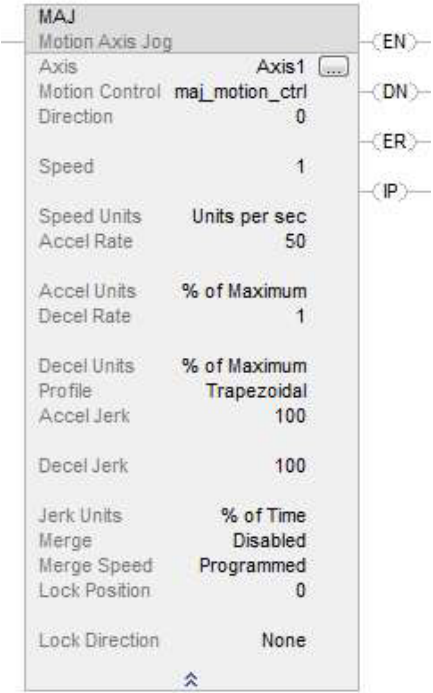 MAJ
Motion Axis Jog
(EN)
Axis Axis1 ...
Motion Control maj_motion_ctrl
(DN)
Direction 0
(ER)
Speed 1
(IP)
Speed Units Units per sec
Accel Rate 50
Accel Units % of Maximum
Decel Rate 1
Decel Units % of Maximum
Profile Trapezoidal
Accel Jerk 100
Decel Jerk 100
Jerk Units % of Time
Merge Disabled
Merge Speed Programmed
Lock Position 0
Lock Direction None